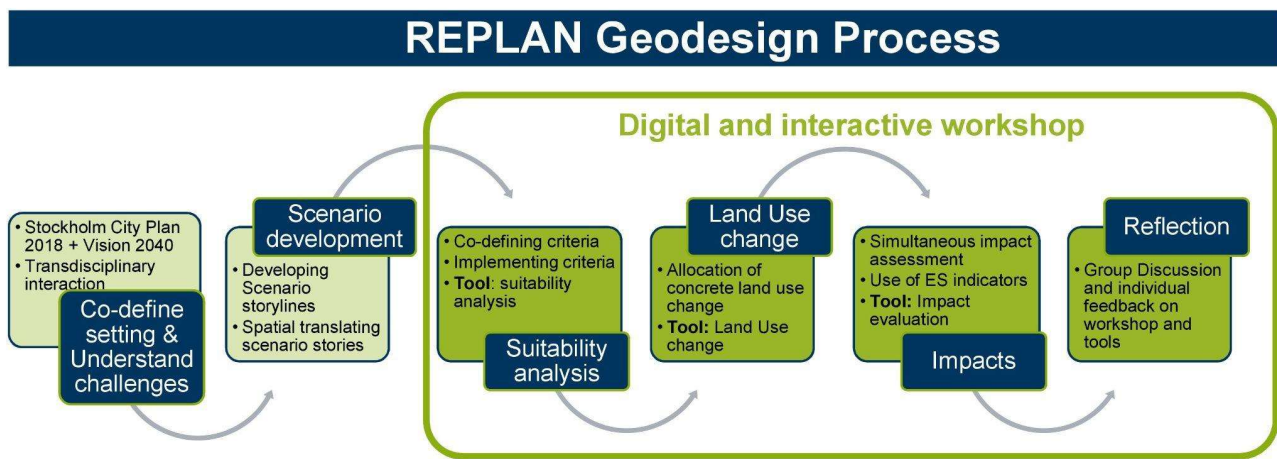 REPLAN Geodesign Process
Digital and interactive workshop
• Stockholm City Plan
2018 + Vision 2040
• Transdisciplinary
interaction
Co-define
setting &
Understand
challenges
Scenario
development
• Developing
Scenario
storylines
• Spatial translating
scenario stories
• Co-defining criteria
• Implementing criteria
• Tool: suitability
analysis
Suitability
analysis
Land Use
change
• Allocation of
concrete land use
change
• Tool: Land Use
change
• Simultaneous impact
assessment
• Use of ES indicators
• Tool: Impact
evaluation
Impacts
Reflection
• Group Discussion
and individual
feedback on
workshop and
tools